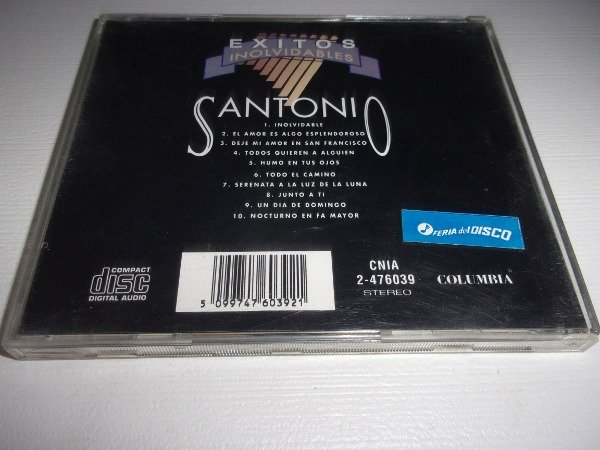 EXITOS
INOLVIDABLES
SANTONIO
1. INOLVIDABLE
2. EL AMOR ES ALGO ESPLENDOROSO
3. DEJE MI AMOR EN SAN FRANCISCO
4. TODOS QUIEREN A ALGUIEN
5. HUMO EN TUS OJOS
6. TODO EL CAMINO
7. SERENATA A LA LUZ DE LA LUNA
8. JUNTO A TI
9. UN DIA DE DOMINGO
10. NOCTURNO EN FA MAYOR
FERIA del DISCO
COMPACT
disc
DIGITAL AUDIO
5 099747 603921
CNIA
2-476039
STEREO
COLUMBIA